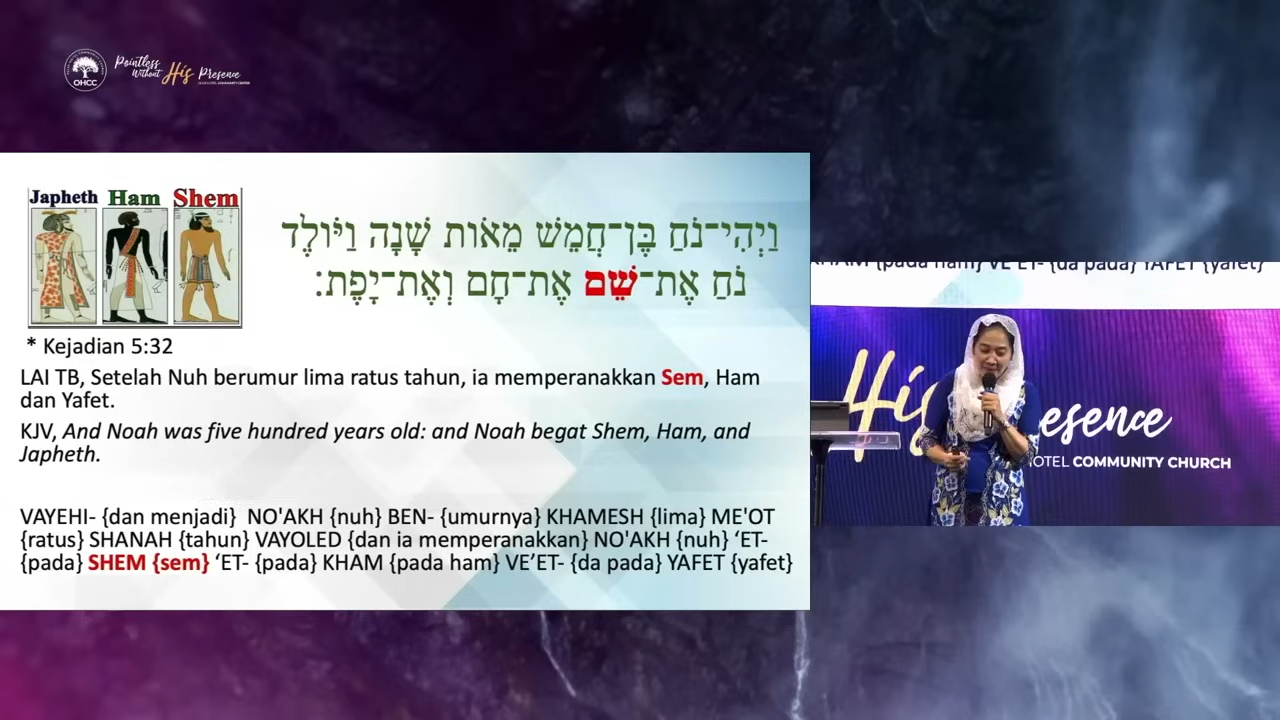 OHCC
Pointless
Without His Presence
Japheth Ham Shem
וַיְהִי־נֹחַ בֶּן־חֲמֵשׁ מֵאוֹת שָׁנָה וַיּוֹלֶד
נֹחַ אֶת־שֵׁם אֶת־חָם וְאֶת־יָפֶת׃
* Kejadian 5:32
LAI TB, Setelah Nuh berumur lima ratus tahun, ia memperanakkan Sem, Ham
dan Yafet.
KJV, And Noah was five hundred years old: and Noah begat Shem, Ham, and
Japheth.
VAYEHI- {dan menjadi} NO'AKH {nuh} BEN- {umurnya} KHAMESH {lima} ME'OT
{ratus} SHANAH {tahun} VAYOLED {dan ia memperanakkan} NO'AKH {nuh} ‘ET-
{pada} SHEM {sem} ‘ET- {pada} KHAM {pada ham} VE’ET- {da pada} YAFET {yafet}
KHAM {pada ham} VE'ET- {da pada} YAFET {yafet}
His
esence
OTEL COMMUNITY CHURCH